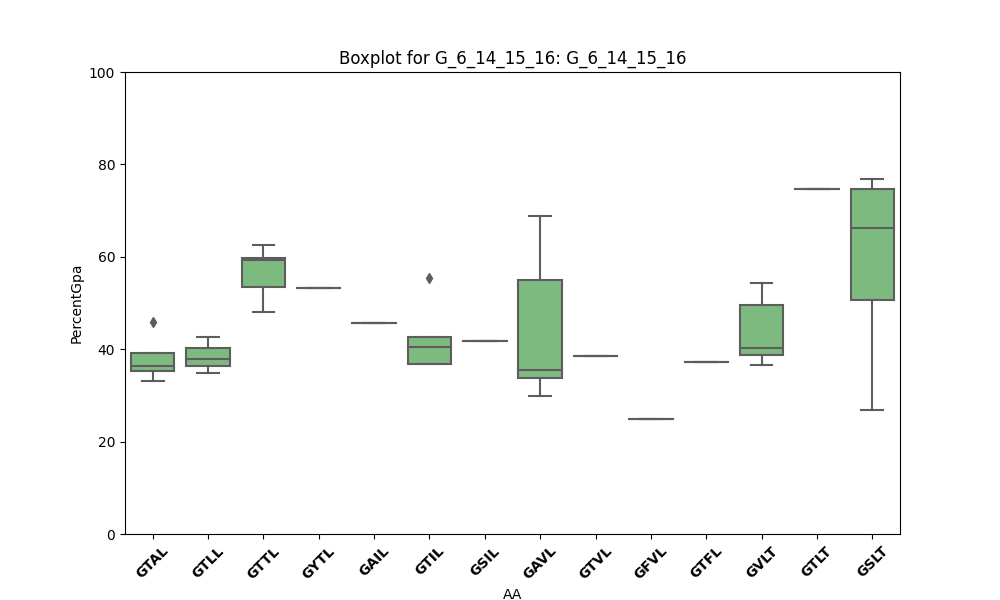 Boxplot for G_6_14_15_16: G_6_14_15_16
100
80
60
40
20
0
PercentGpa
GTAL GTLL GTTL GYTL GAIL GTIL GSIL GAVL GTVL GFVL GTFL GVLT GTLT GSLT
AA